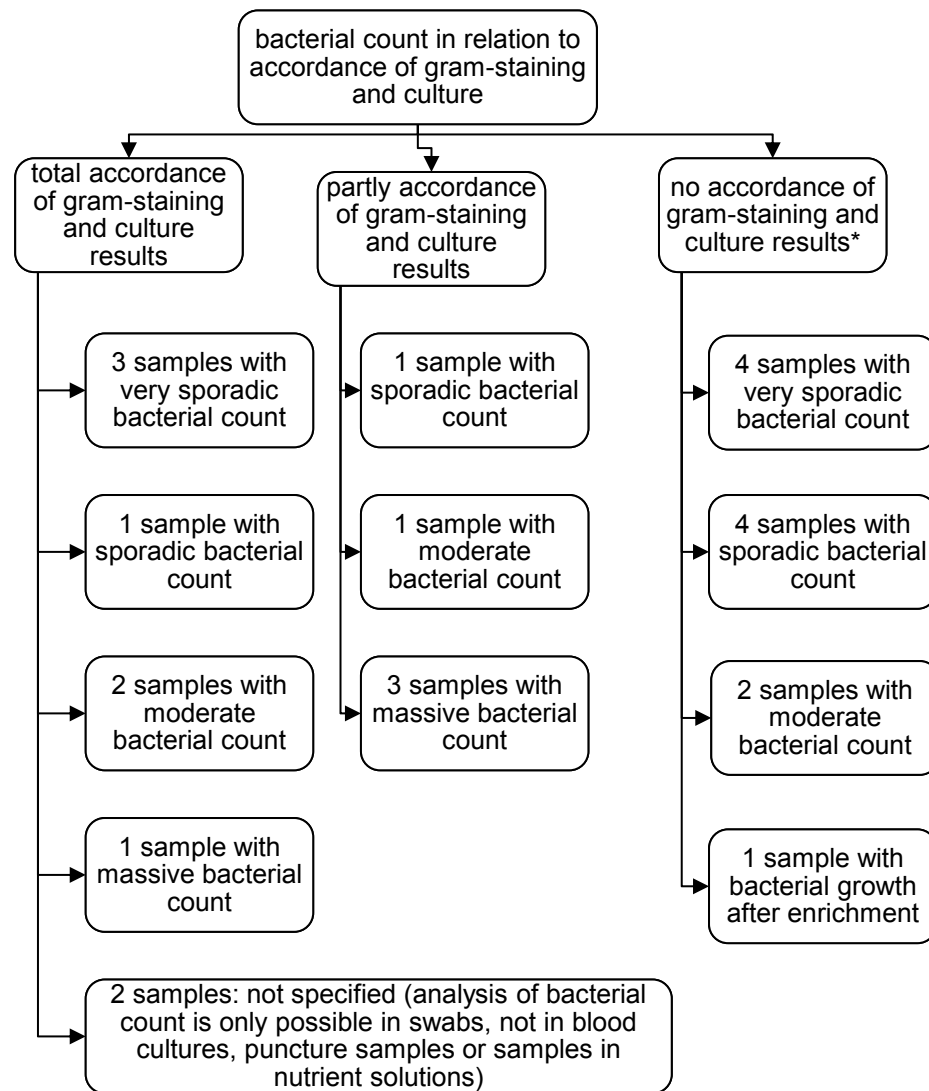 bacterial count in relation to
accordance of gram-staining
and culture
total accordance
of gram-staining
and culture
results
3 samples with
very sporadic
bacterial count
1 sample with
sporadic bacterial
count
2 samples with
moderate
bacterial count
1 sample with
massive bacterial
count
2 samples: not specified (analysis of bacterial
count is only possible in swabs, not in blood
cultures, puncture samples or samples in
nutrient solutions)
partly accordance
of gram-staining
and culture
results
1 sample with
sporadic bacterial
count
1 sample with
moderate
bacterial count
3 samples with
massive bacterial
count
no accordance of
gram-staining and
culture results*
4 samples with
very sporadic
bacterial count
4 samples with
sporadic bacterial
count
2 samples with
moderate
bacterial count
1 sample with
bacterial growth
after enrichment